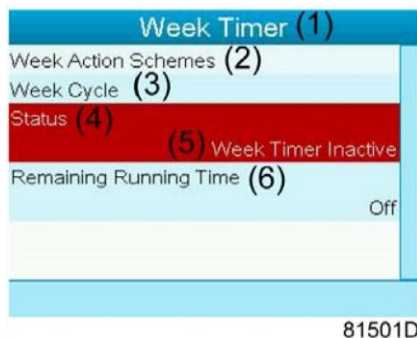 Week Timer (1)
Week Action Schemes (2)
Week Cycle (3)
Status (4)
(5) Week Timer Inactive
Remaining Running Time (6)
Off
81501D